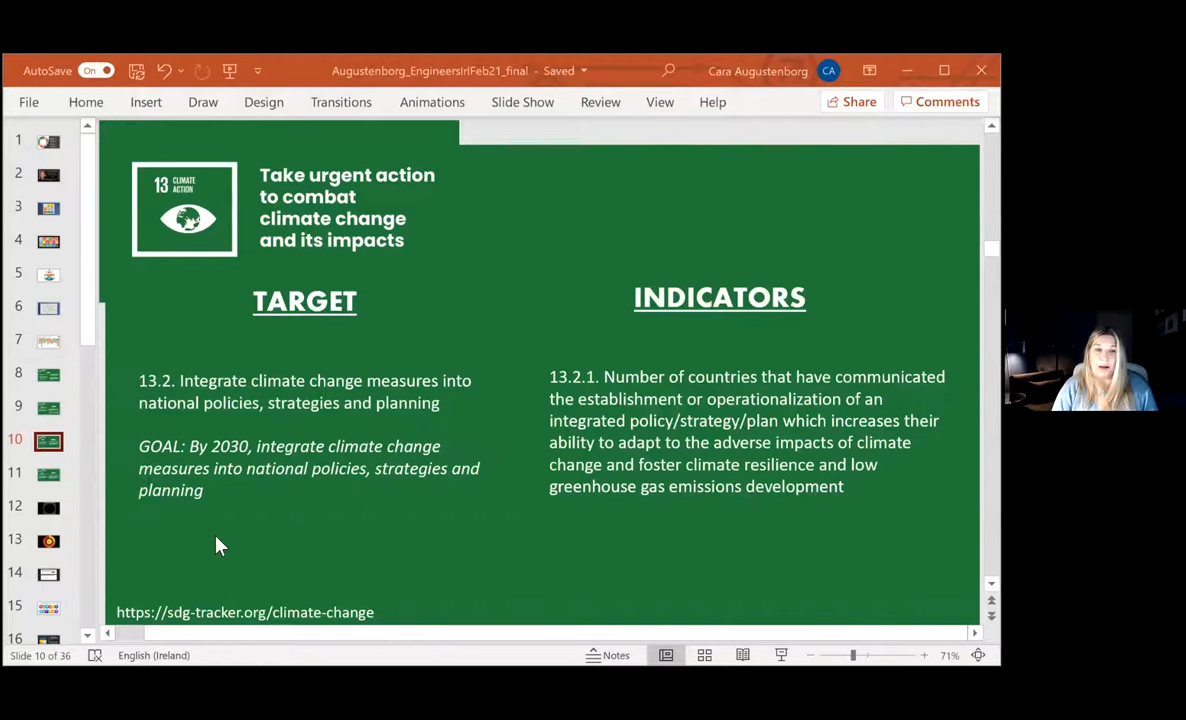 AutoSave On Augustenborg_EngineersIrlFeb21_final - Saved Cara Augustenborg CA
File Home Insert Draw Design Transitions Animations Slide Show Review View Help Share Comments
1
2
3
4
5
6
7
8
9
10
11
12
13
14
15
16
13 CLIMATE
ACTION
Take urgent action
to combat
climate change
and its impacts
TARGET
13.2. Integrate climate change measures into
national policies, strategies and planning
GOAL: By 2030, integrate climate change
measures into national policies, strategies and
planning
INDICATORS
13.2.1. Number of countries that have communicated
the establishment or operationalization of an
integrated policy/strategy/plan which increases their
ability to adapt to the adverse impacts of climate
change and foster climate resilience and low
greenhouse gas emissions development
https://sdg-tracker.org/climate-change
Slide 10 of 36 English (Ireland) Notes 71%